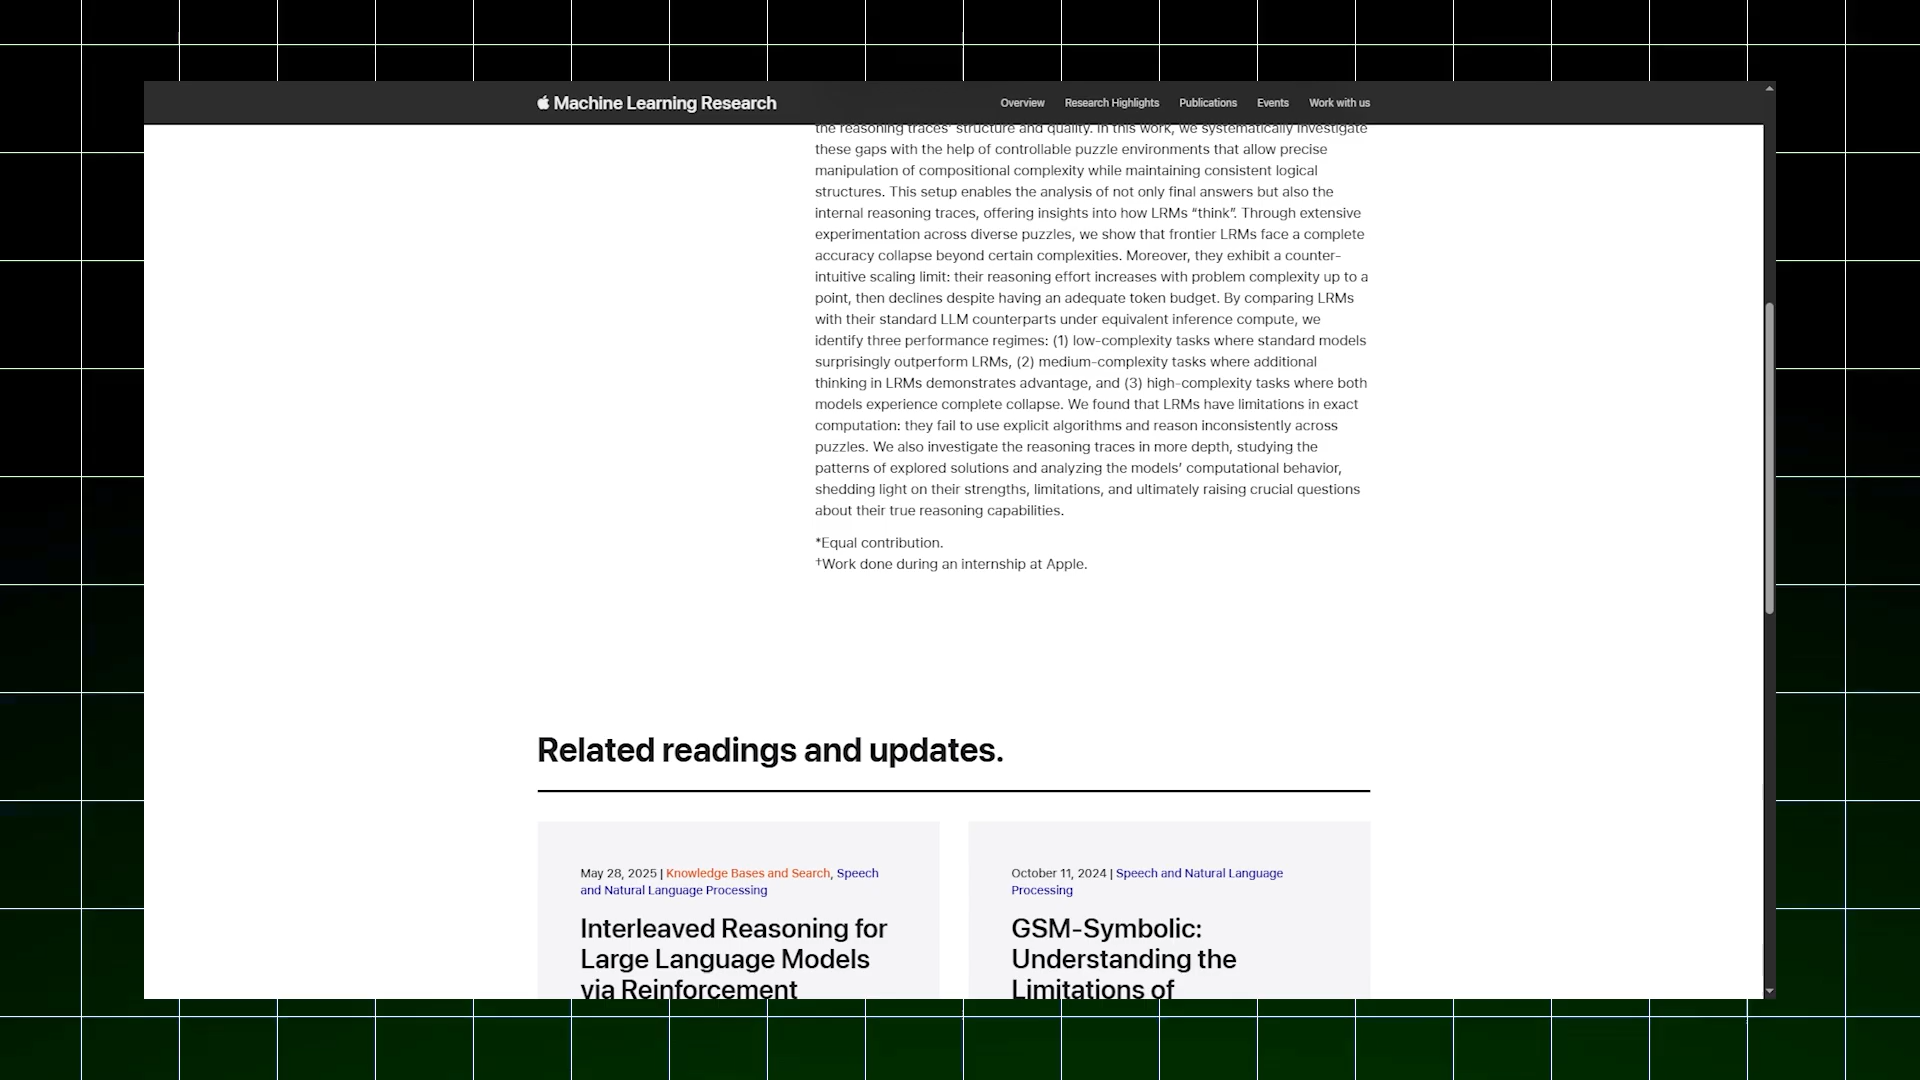 Machine Learning Research
Overview Research Highlights Publications Events Work with us
the reasoning traces’ structure and quality. In this work, we systematically investigate
these gaps with the help of controllable puzzle environments that allow precise
manipulation of compositional complexity while maintaining consistent logical
structures. This setup enables the analysis of not only final answers but also the
internal reasoning traces, offering insights into how LRMs “think”. Through extensive
experimentation across diverse puzzles, we show that frontier LRMs face a complete
accuracy collapse beyond certain complexities. Moreover, they exhibit a counter-
intuitive scaling limit: their reasoning effort increases with problem complexity up to a
point, then declines despite having an adequate token budget. By comparing LRMs
with their standard LLM counterparts under equivalent inference compute, we
identify three performance regimes: (1) low-complexity tasks where standard models
surprisingly outperform LRMs, (2) medium-complexity tasks where additional
thinking in LRMs demonstrates advantage, and (3) high-complexity tasks where both
models experience complete collapse. We found that LRMs have limitations in exact
computation: they fail to use explicit algorithms and reason inconsistently across
puzzles. We also investigate the reasoning traces in more depth, studying the
patterns of explored solutions and analyzing the models’ computational behavior,
shedding light on their strengths, limitations, and ultimately raising crucial questions
about their true reasoning capabilities.
*Equal contribution.
†Work done during an internship at Apple.
Related readings and updates.
May 28, 2025 | Knowledge Bases and Search, Speech
and Natural Language Processing
Interleaved Reasoning for
Large Language Models
via Reinforcement
October 11, 2024 | Speech and Natural Language
Processing
GSM-Symbolic:
Understanding the
Limitations of